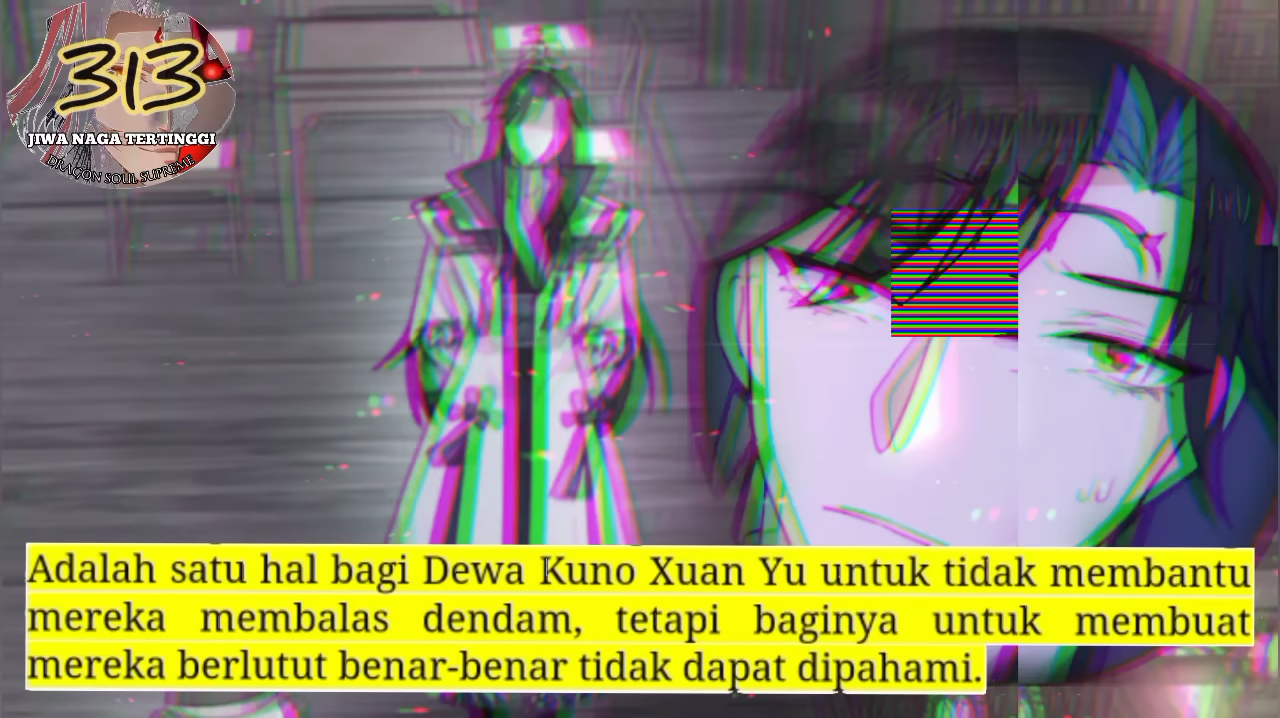 313
JIWA NAGA TERTINGGI
DRAGON SOUL SUPREME
Adalah satu hal bagi Dewa Kuno Xuan Yu untuk tidak membantu
mereka membalas dendam, tetapi baginya untuk membuat
mereka berlutut benar-benar tidak dapat dipahami.